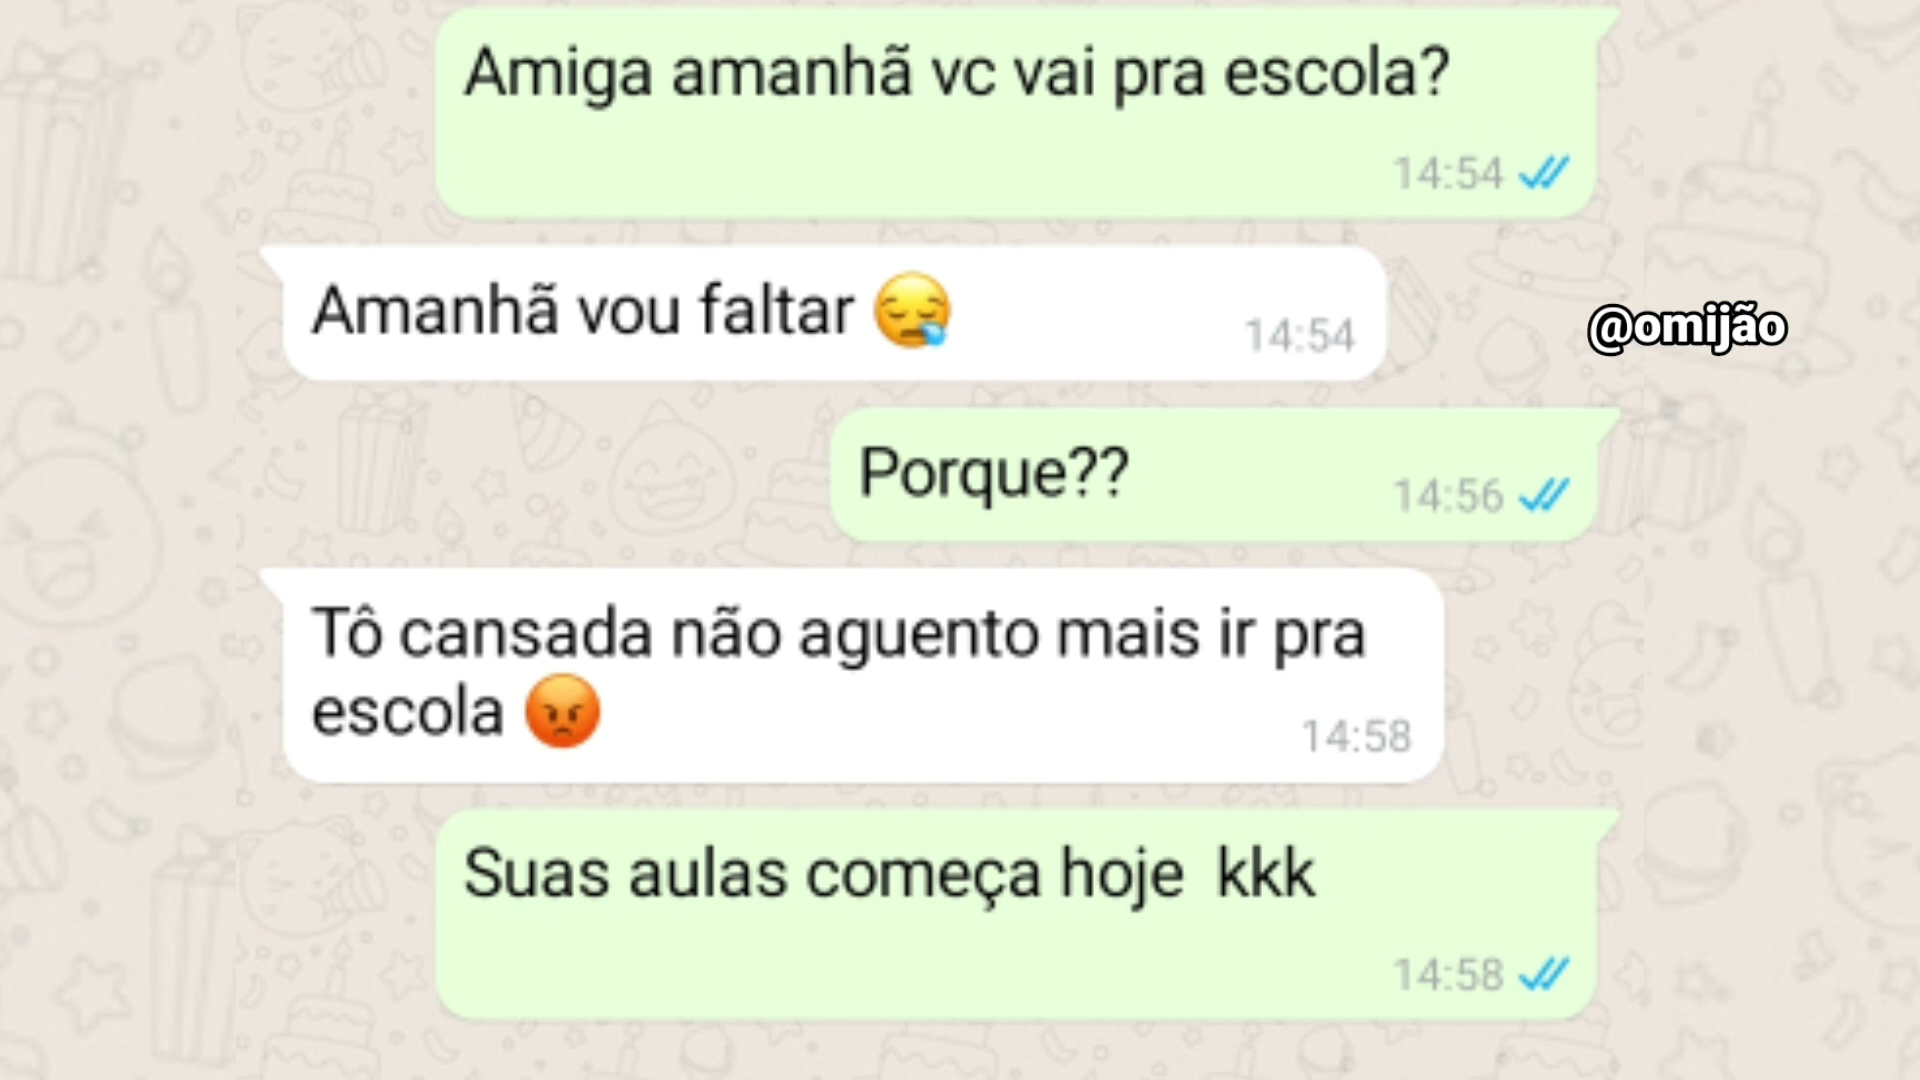 Amiga amanhã vc vai pra escola?
14:54
Amanhã vou faltar 😪
14:54
@omijão
Porque??
14:56
Tô cansada não aguento mais ir pra
escola 😡
14:58
Suas aulas começa hoje  kkk
14:58